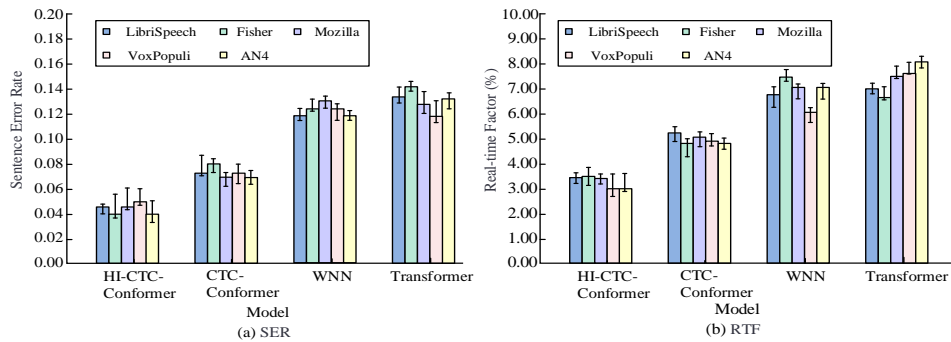 0.20
0.18
0.16
0.14
0.12
0.10
0.08
0.06
0.04
0.02
0.00
Sentence Error Rate
LibriSpeech Fisher Mozilla
VoxPopuli AN4
HI-CTC-
Conformer
CTC-
Conformer
WNN
Transformer
Model
(a) SER
10.00
9.00
8.00
7.00
6.00
5.00
4.00
3.00
2.00
1.00
0.00
Real-time Factor (%)
LibriSpeech Fisher Mozilla
VoxPopuli AN4
HI-CTC-
Conformer
CTC-
Conformer
WNN
Transformer
Model
(b) RTF